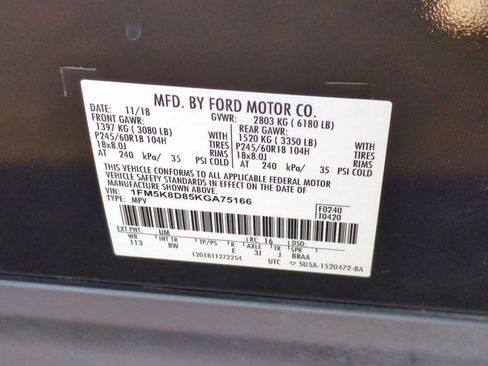 MFD. BY FORD MOTOR CO.
DATE: 11/18 GVWR: 2803 KG ( 6180 LB)
FRONT GAWR: REAR GAWR:
1397 KG ( 3080 LB) 1520 KG ( 3350 LB)
P245/60R18 104H TIRES P245/60R18 104H TIRES
18x8.0J RIMS 18x8.0J RIMS
AT 240 kPa/ 35 PSI COLD AT 240 kPa/ 35 PSI COLD
THIS VEHICLE CONFORMS TO ALL APPLICABLE FEDERAL MOTOR
VEHICLE SAFETY STANDARDS IN EFFECT ON THE DATE OF
MANUFACTURE SHOWN ABOVE.
VIN: 1FM5K8D85KGA75166 F0240
TYPE: MPV T0420
EXT PNT: UM RC: 16 DSO:
WB INT TR TP/PS R AXLE TR SPR
113 BW E 3J J BBAA
1201811272254 UTC ▽ 5U5A-1520472-BA